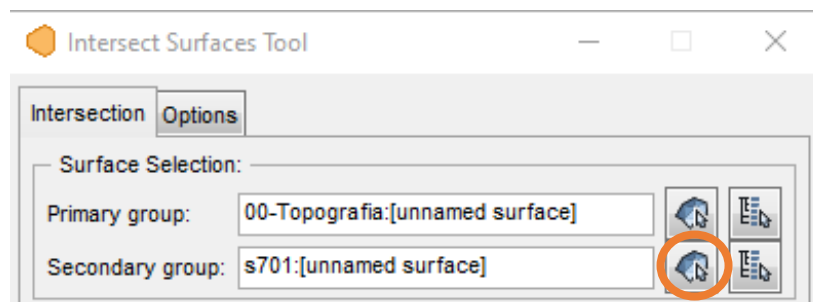 Intersect Surfaces Tool
Intersection Options
Surface Selection:
Primary group: 00-Topografia:[unnamed surface]
Secondary group: s701:[unnamed surface]